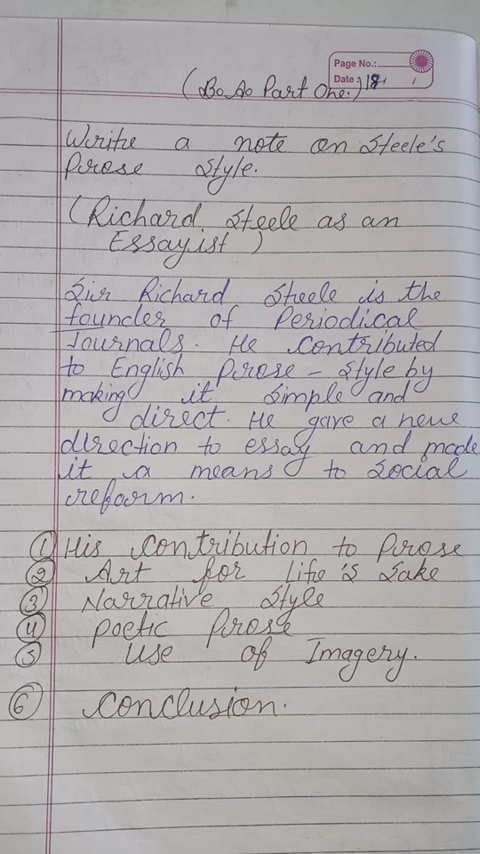 Page No.:
Date : 18
(B.A. Part One.)
Write a note on Steele's
Prose Style.
(Richard Steele as an
Essayist)
Sir Richard Steele is the
founder of Periodical
Journals. He contributed
to English prose - style by
making it simple and
direct. He gave a new
direction to essay and made
it a means to social
reform.
① His contribution to Prose
② Art for Life's Sake
③ Narrative Style
④ Poetic Prose
⑤ Use of Imagery.
⑥ Conclusion.